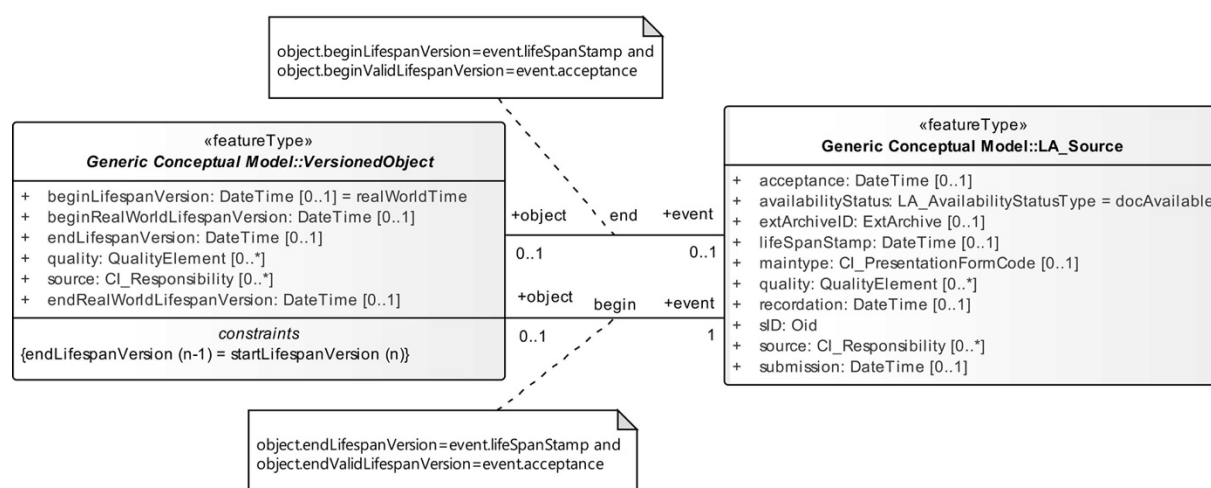 object.beginLifespanVersion=event.lifeSpanStamp and
object.beginValidLifespanVersion=event.acceptance
«featureType»
Generic Conceptual Model::VersionedObject
+ beginLifespanVersion: DateTime [0..1] = realWorldTime
+ beginRealWorldLifespanVersion: DateTime [0..1]
+ endLifespanVersion: DateTime [0..1]
+ quality: QualityElement [0..*]
+ source: CI_Responsibility [0..*]
+ endRealWorldLifespanVersion: DateTime [0..1]
constraints
{endLifespanVersion (n-1) = startLifespanVersion (n)}
+object end +event
0..1 0..1
+object begin +event
0..1 1
«featureType»
Generic Conceptual Model::LA_Source
+ acceptance: DateTime [0..1]
+ availabilityStatus: LA_AvailabilityStatusType = docAvailable
+ extArchiveID: ExtArchive [0..1]
+ lifeSpanStamp: DateTime [0..1]
+ maintype: CI_PresentationFormCode [0..1]
+ quality: QualityElement [0..*]
+ recordation: DateTime [0..1]
+ sID: Oid
+ source: CI_Responsibility [0..*]
+ submission: DateTime [0..1]
object.endLifespanVersion=event.lifeSpanStamp and
object.endValidLifespanVersion=event.acceptance